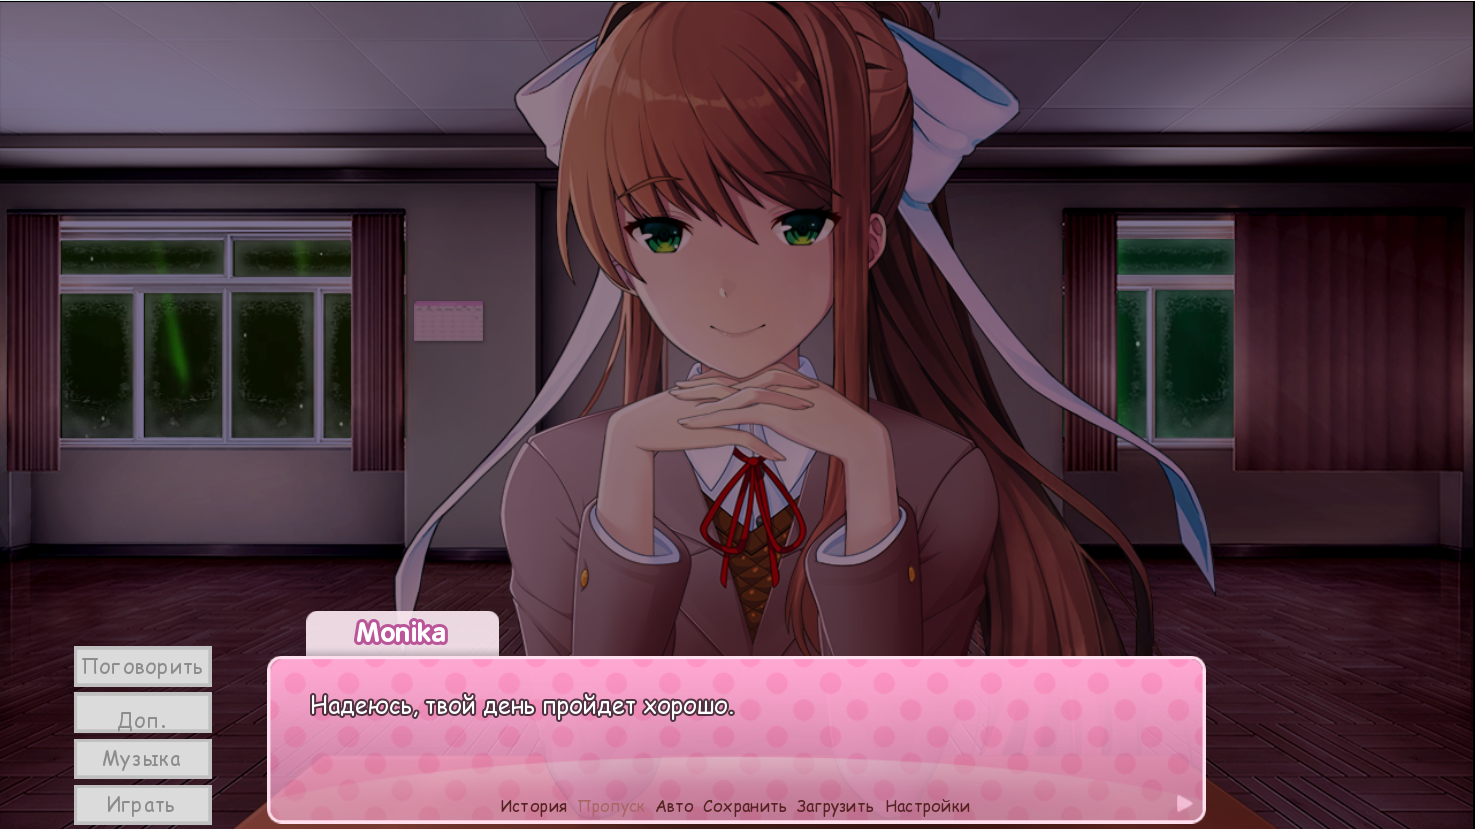 Monika
Надеюсь, твой день пройдет хорошо.
Поговорить
Доп.
Музыка
Играть
История Пропуск Авто Сохранить Загрузить Настройки